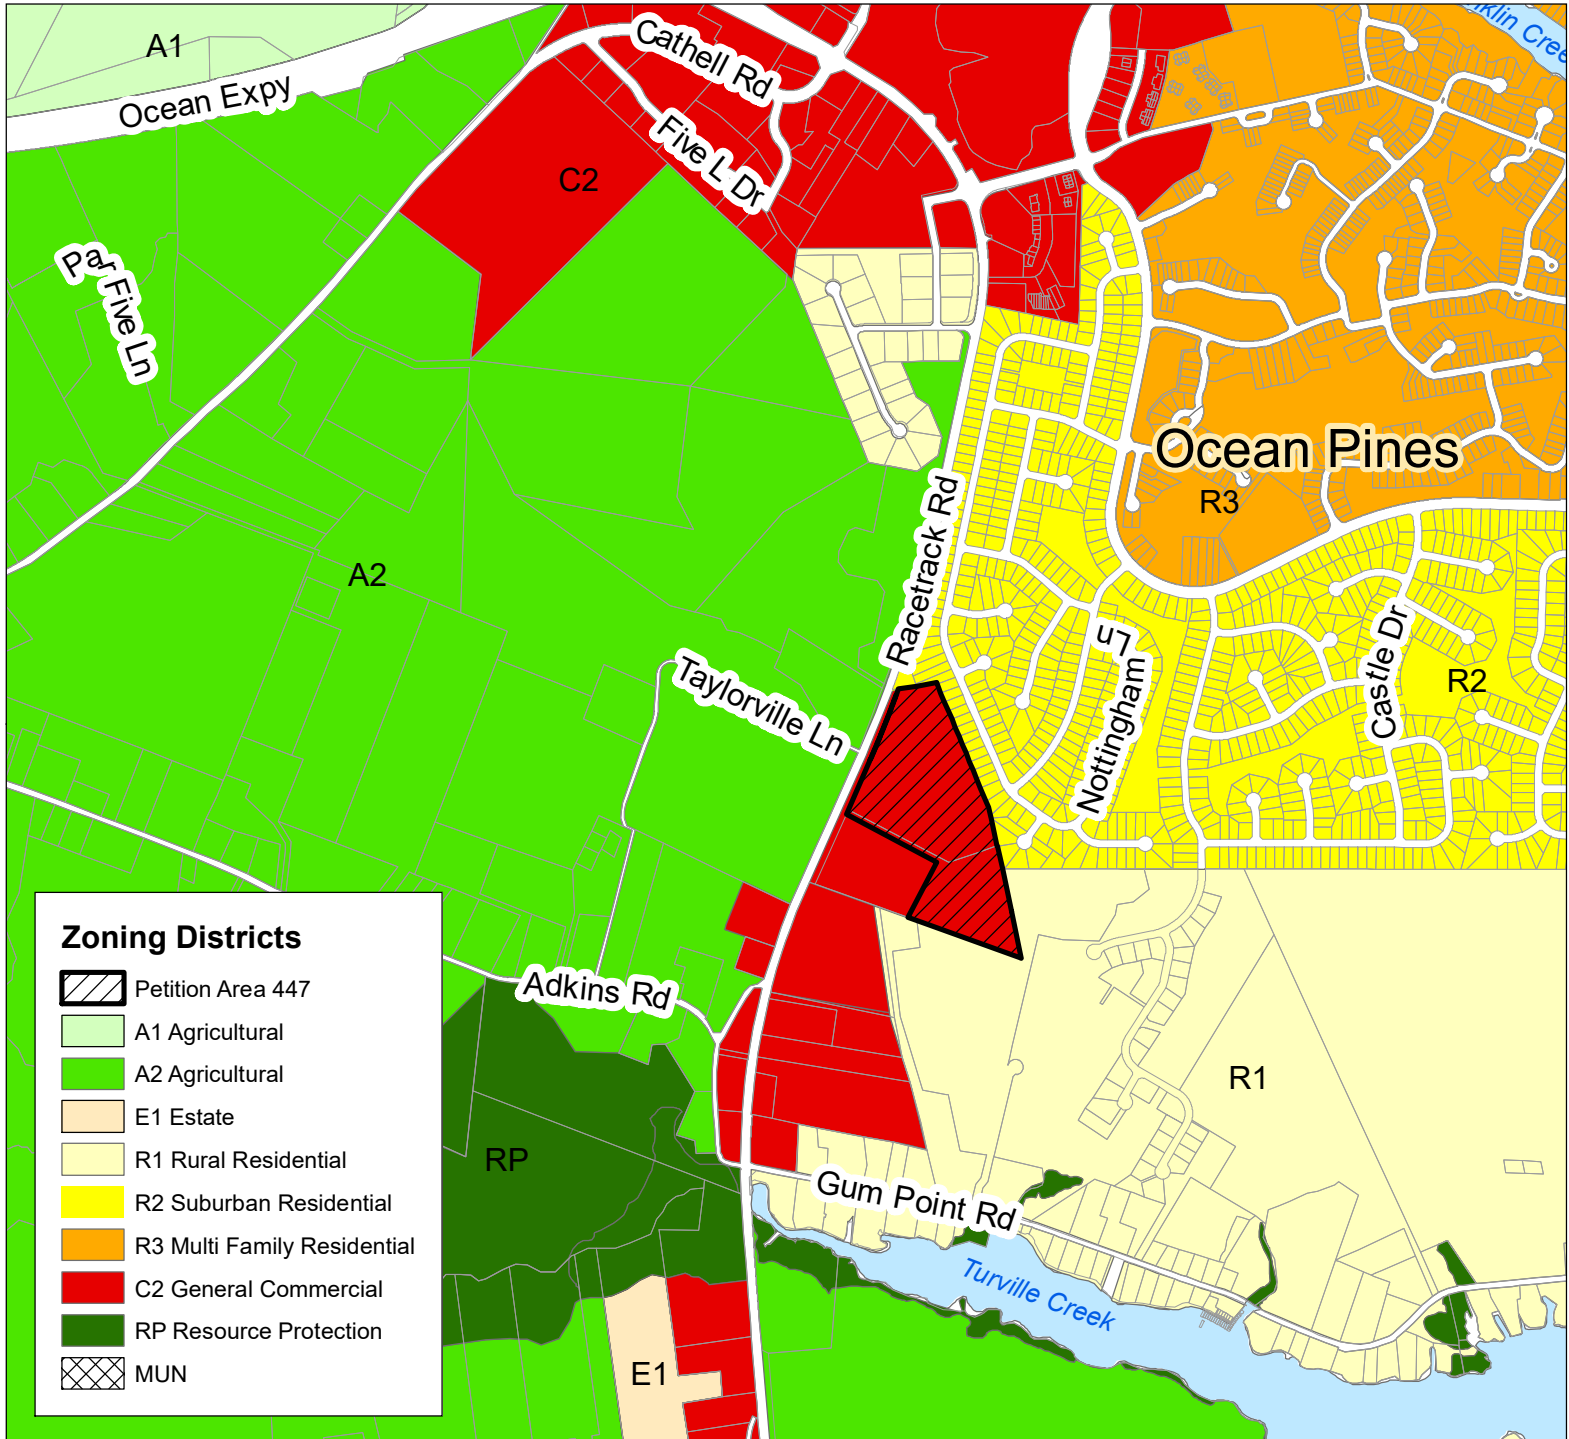 A1
Ocean Expy
Cathell Rd
Five L Dr
C2
Par Five Ln
Ocean Pines
R3
A2
Racetrack Rd
Taylorville Ln
Nottingham Ln
Castle Dr
R2
Adkins Rd
R1
RP
Gum Point Rd
Turville Creek
E1
Zoning Districts
Petition Area 447
A1 Agricultural
A2 Agricultural
E1 Estate
R1 Rural Residential
R2 Suburban Residential
R3 Multi Family Residential
C2 General Commercial
RP Resource Protection
MUN